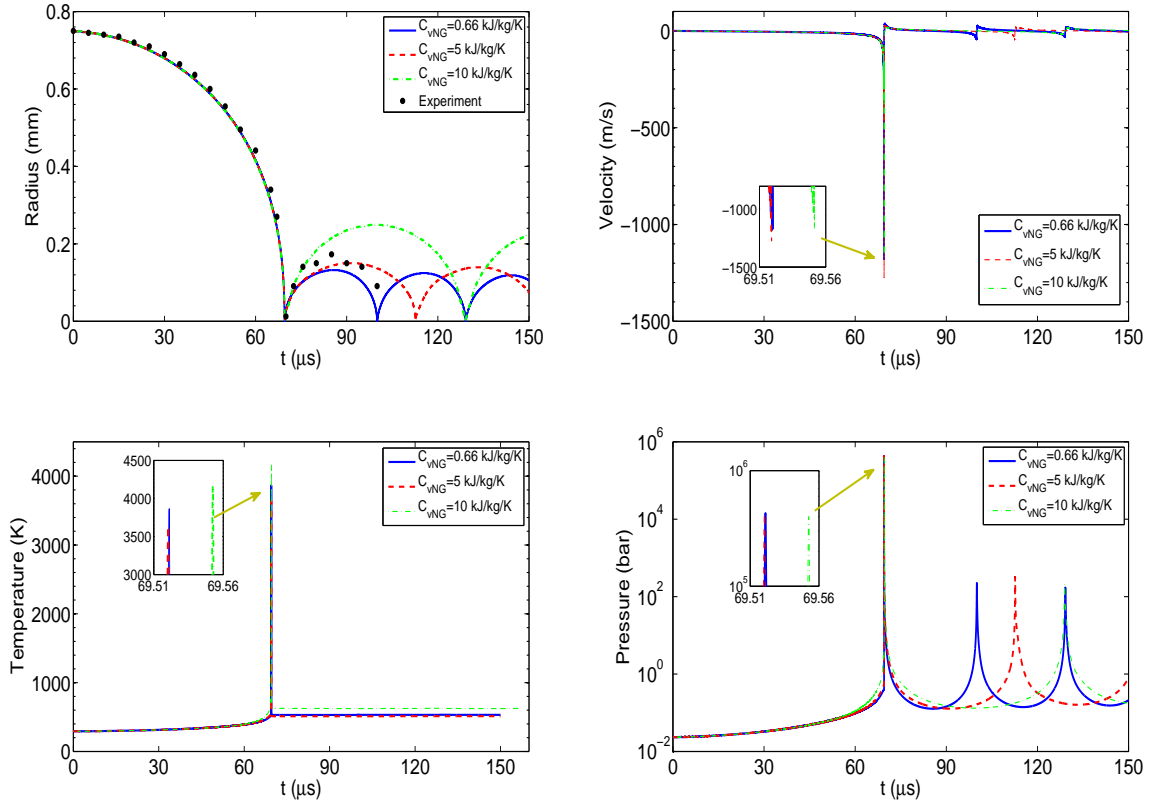 0.8
0.6
0.4
0.2
0
0 30 60 90 120 150
Radius (mm)
t (μs)
C_vNG=0.66 kJ/kg/K
C_vNG=5 kJ/kg/K
C_vNG=10 kJ/kg/K
Experiment
0
−500
−1000
−1500
0 30 60 90 120 150
Velocity (m/s)
t (μs)
−1000
−1500
69.51 69.56
C_vNG=0.66 kJ/kg/K
C_vNG=5 kJ/kg/K
C_vNG=10 kJ/kg/K
4000
3000
2000
1000
0
0 30 60 90 120 150
Temperature (K)
t (μs)
4500
4000
3500
3000
69.51 69.56
C_vNG=0.66 kJ/kg/K
C_vNG=5 kJ/kg/K
C_vNG=10 kJ/kg/K
10^6
10^4
10^2
10^0
10^−2
0 30 60 90 120 150
Pressure (bar)
t (μs)
10^6
10^5
69.51 69.56
C_vNG=0.66 kJ/kg/K
C_vNG=5 kJ/kg/K
C_vNG=10 kJ/kg/K